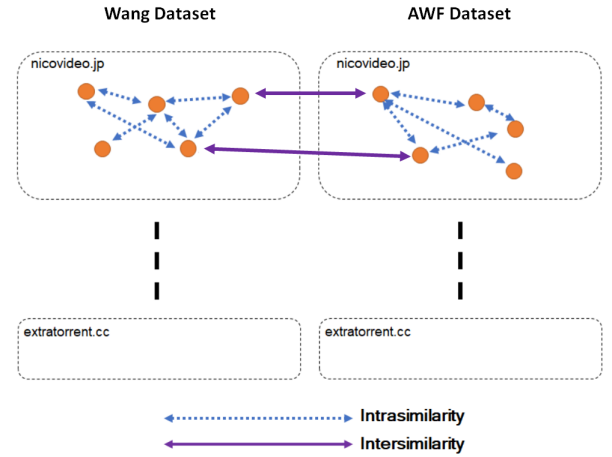 Wang Dataset
AWF Dataset
nicovideo.jp
nicovideo.jp
extratorrent.cc
extratorrent.cc
Intrasimilarity
Intersimilarity